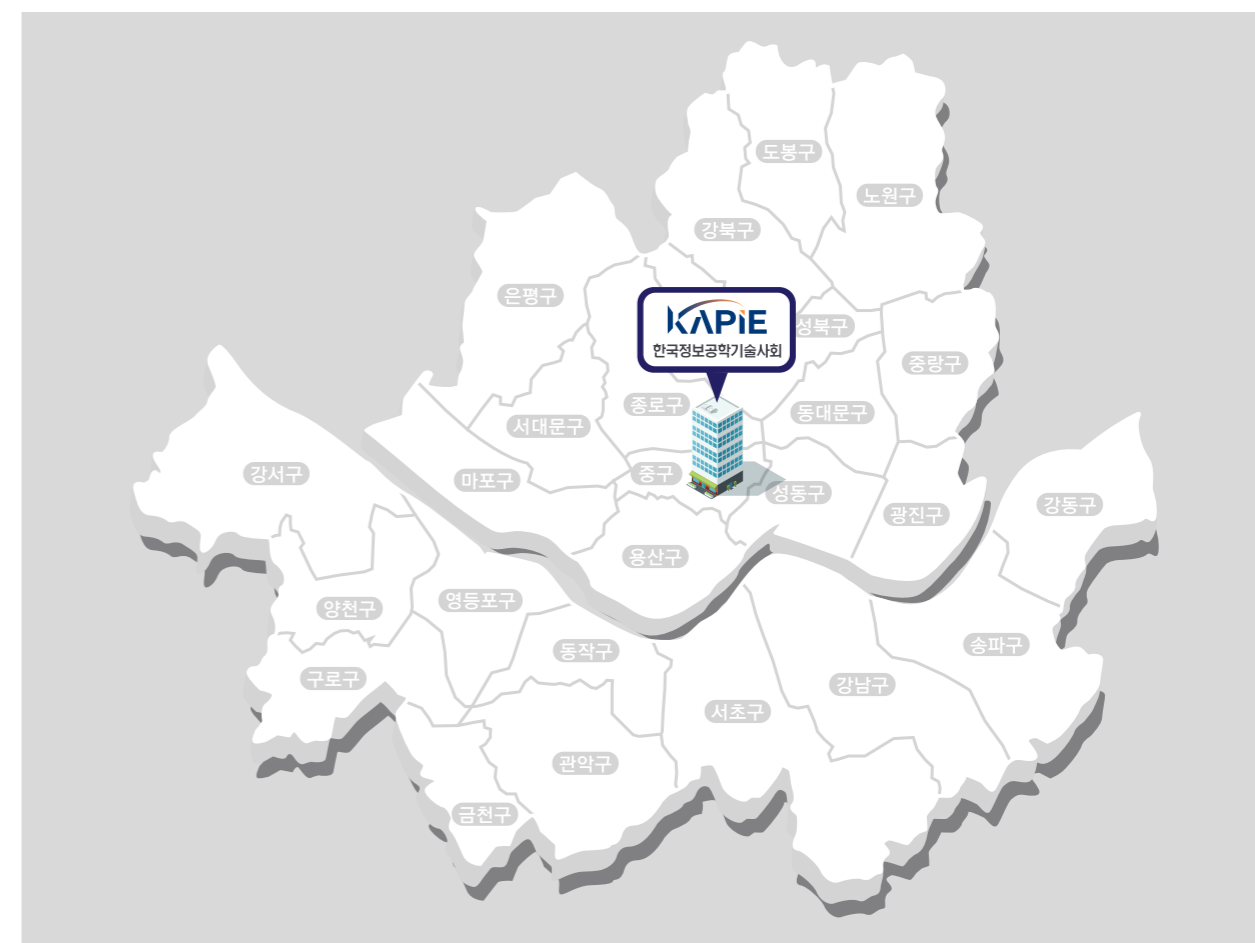 도봉구
노원구
강북구
은평구
KAPiE
한국정보공학기술사회
성북구
중랑구
종로구
동대문구
서대문구
강서구
마포구
중구
성동구
광진구
강동구
용산구
양천구
영등포구
동작구
송파구
구로구
강남구
서초구
관악구
금천구